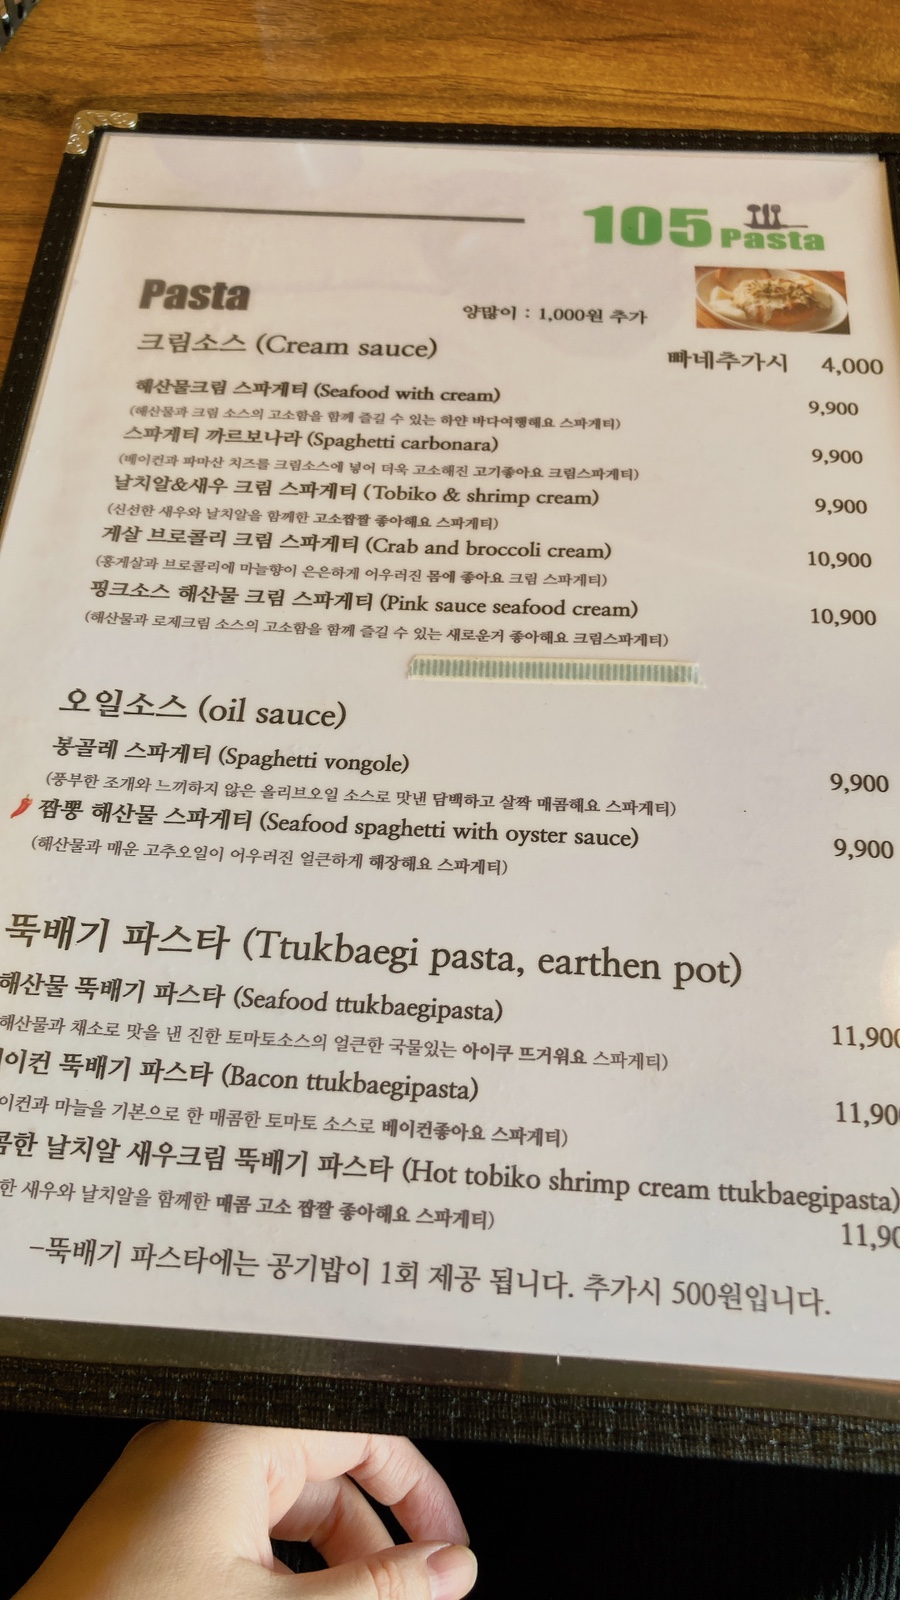 105 Pasta
Pasta
양많이 : 1,000원 추가
크림소스 (Cream sauce)
빠네추가시 4,000
해산물크림 스파게티 (Seafood with cream) 9,900
(해산물과 크림 소스의 고소함을 함께 즐길 수 있는 하얀 바다여행해요 스파게티)
스파게티 까르보나라 (Spaghetti carbonara) 9,900
(베이컨과 파마산 치즈를 크림소스에 넣어 더욱 고소해진 고기좋아요 크림스파게티)
날치알&새우 크림 스파게티 (Tobiko & shrimp cream) 9,900
(신선한 새우와 날치알을 함께한 고소짭짤 좋아해요 스파게티)
게살 브로콜리 크림 스파게티 (Crab and broccoli cream) 10,900
(홍게살과 브로콜리에 마늘향이 은은하게 어우러진 몸에 좋아요 크림 스파게티)
핑크소스 해산물 크림 스파게티 (Pink sauce seafood cream) 10,900
(해산물과 로제크림 소스의 고소함을 함께 즐길 수 있는 새로운거 좋아해요 크림스파게티)
오일소스 (oil sauce)
봉골레 스파게티 (Spaghetti vongole) 9,900
(풍부한 조개와 느끼하지 않은 올리브오일 소스로 맛낸 담백하고 살짝 매콤해요 스파게티)
짬뽕 해산물 스파게티 (Seafood spaghetti with oyster sauce) 9,900
(해산물과 매운 고추오일이 어우러진 얼큰하게 해장해요 스파게티)
뚝배기 파스타 (Ttukbaegi pasta, earthen pot)
해산물 뚝배기 파스타 (Seafood ttukbaegipasta) 11,900
해산물과 채소로 맛을 낸 진한 토마토소스의 얼큰한 국물있는 아이쿠 뜨거워요 스파게티)
이컨 뚝배기 파스타 (Bacon ttukbaegipasta) 11,90
이컨과 마늘을 기본으로 한 매콤한 토마토 소스로 베이컨좋아요 스파게티)
콤한 날치알 새우크림 뚝배기 파스타 (Hot tobiko shrimp cream ttukbaegipasta)
11,90
한 새우와 날치알을 함께한 매콤 고소 짭짤 좋아해요 스파게티)
-뚝배기 파스타에는 공기밥이 1회 제공 됩니다. 추가시 500원입니다.